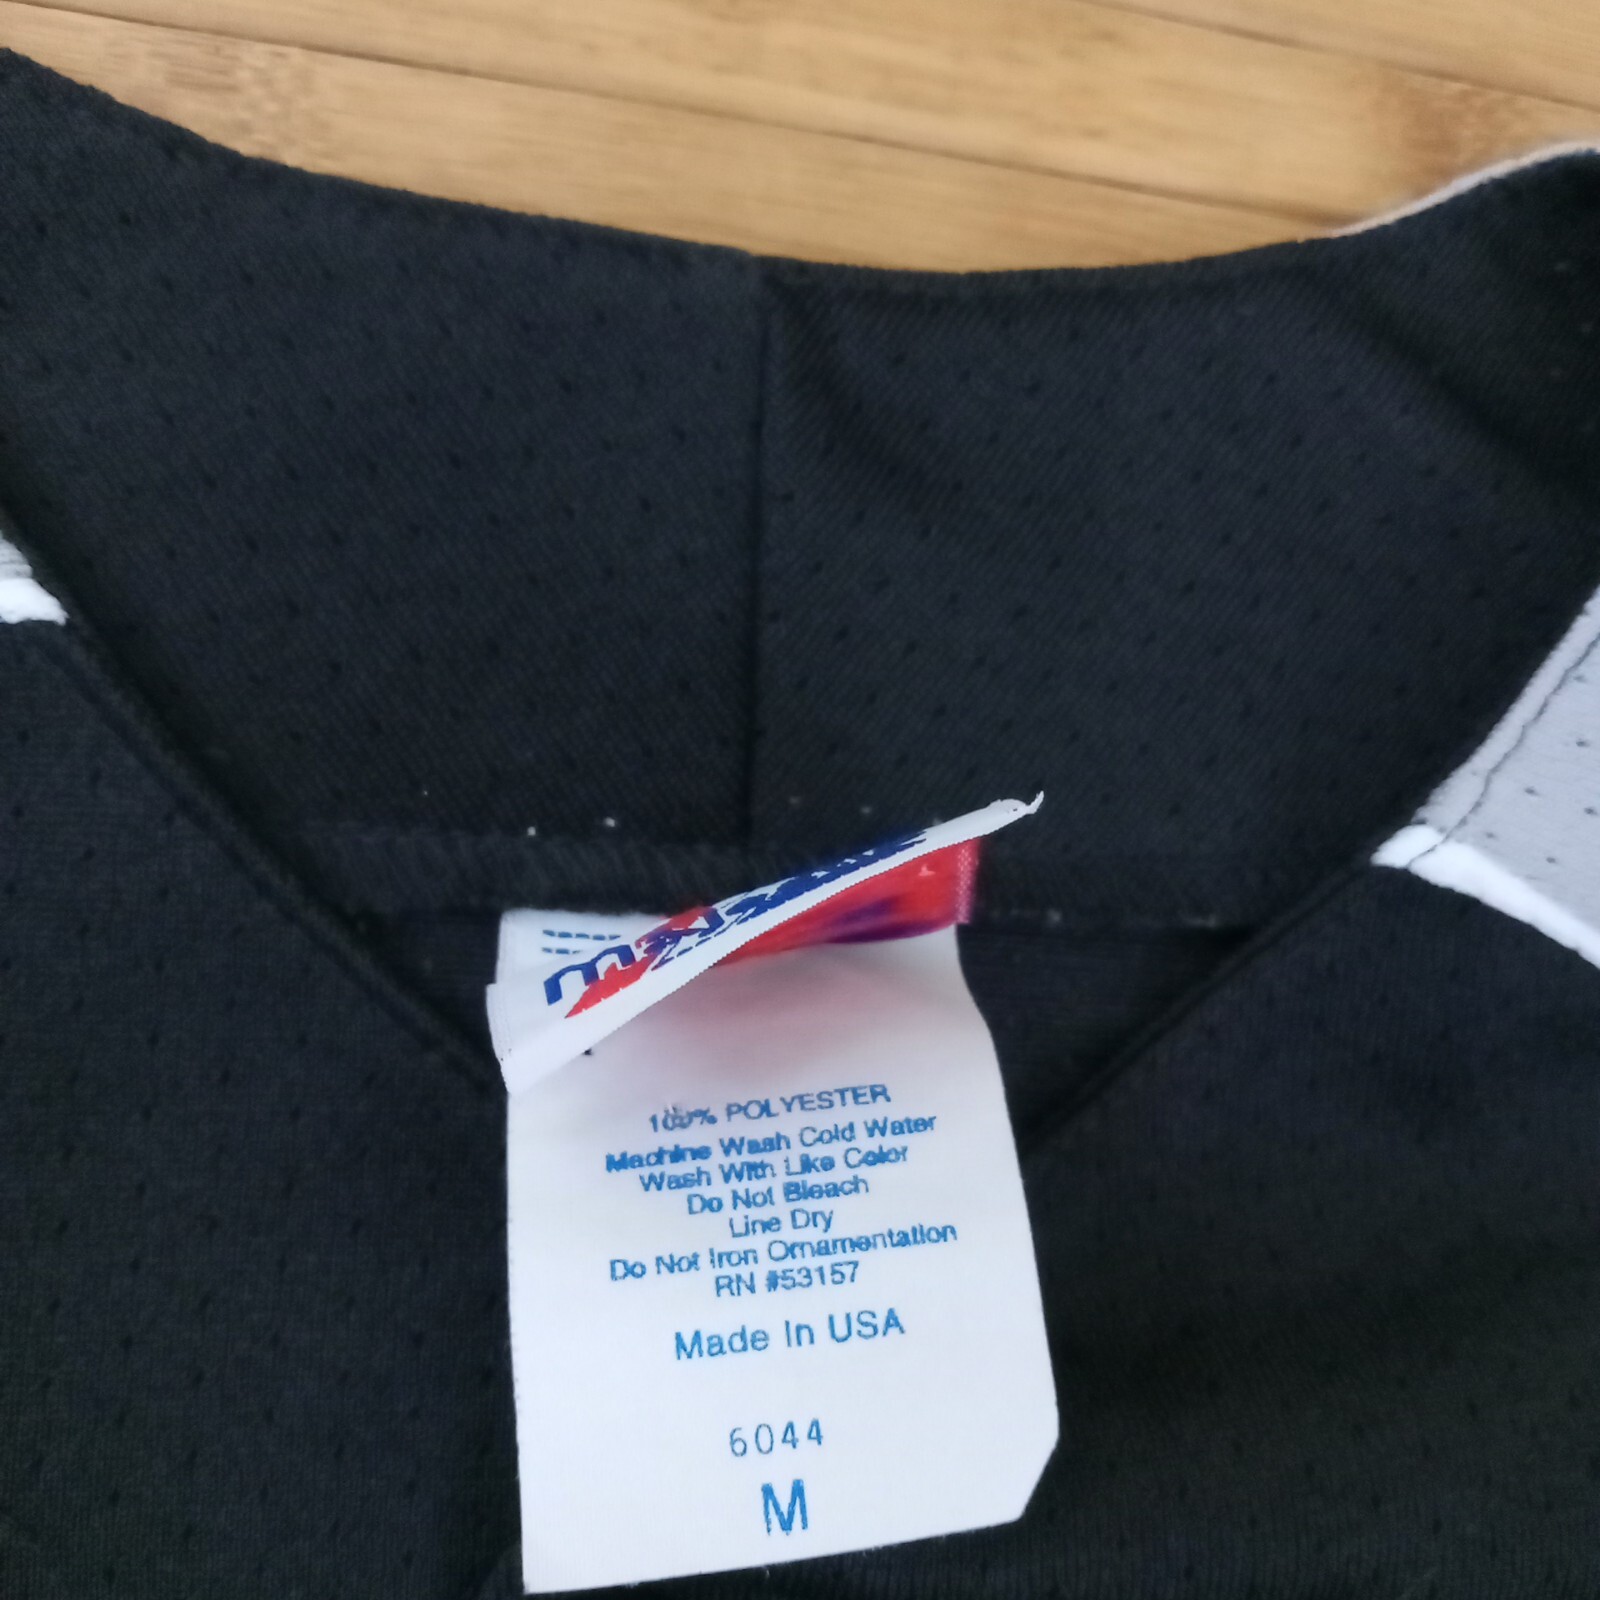 100% POLYESTER
Machine Wash Cold Water
Wash With Like Color
Do Not Bleach
Line Dry
Do Not Iron Ornamentation
RN #53157
Made In USA
6044
M